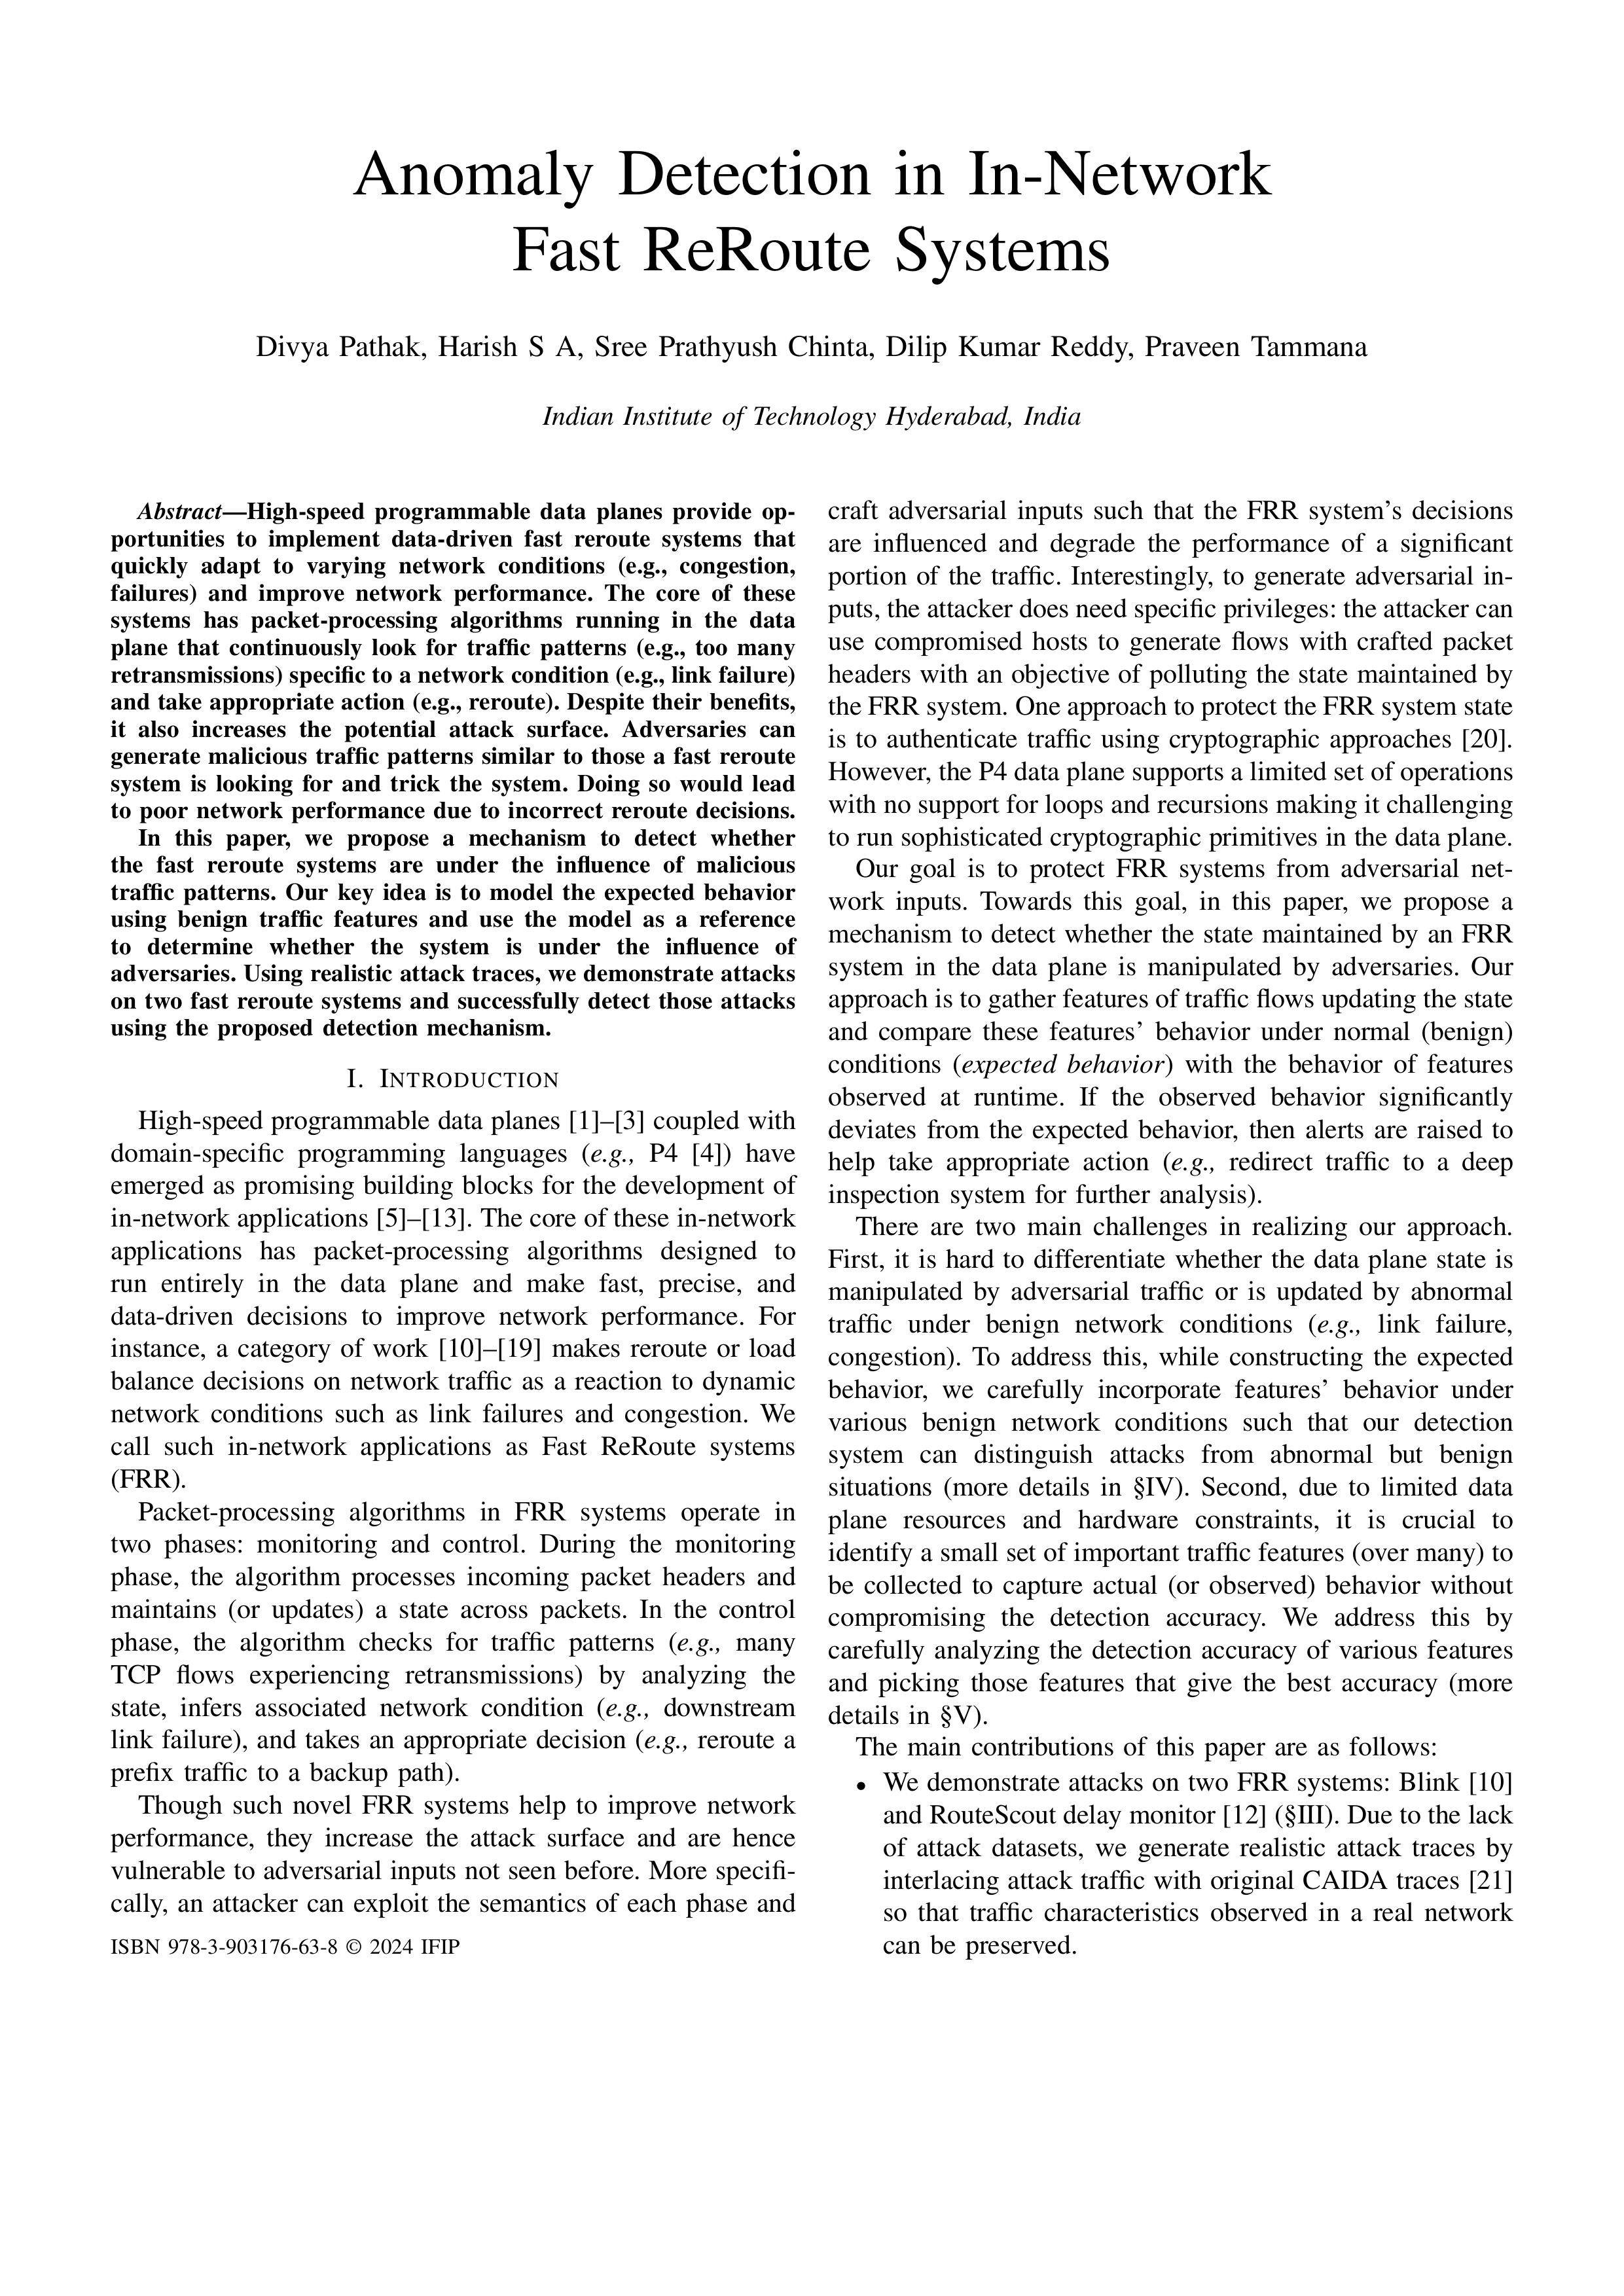 Anomaly Detection in In-Network
Fast ReRoute Systems
Divya Pathak, Harish S A, Sree Prathyush Chinta, Dilip Kumar Reddy, Praveen Tammana
Indian Institute of Technology Hyderabad, India
Abstract—High-speed programmable data planes provide op-
portunities to implement data-driven fast reroute systems that
quickly adapt to varying network conditions (e.g., congestion,
failures) and improve network performance. The core of these
systems has packet-processing algorithms running in the data
plane that continuously look for traffic patterns (e.g., too many
retransmissions) specific to a network condition (e.g., link failure)
and take appropriate action (e.g., reroute). Despite their benefits,
it also increases the potential attack surface. Adversaries can
generate malicious traffic patterns similar to those a fast reroute
system is looking for and trick the system. Doing so would lead
to poor network performance due to incorrect reroute decisions.
In this paper, we propose a mechanism to detect whether
the fast reroute systems are under the influence of malicious
traffic patterns. Our key idea is to model the expected behavior
using benign traffic features and use the model as a reference
to determine whether the system is under the influence of
adversaries. Using realistic attack traces, we demonstrate attacks
on two fast reroute systems and successfully detect those attacks
using the proposed detection mechanism.
I. INTRODUCTION
High-speed programmable data planes [1]–[3] coupled with
domain-specific programming languages (e.g., P4 [4]) have
emerged as promising building blocks for the development of
in-network applications [5]–[13]. The core of these in-network
applications has packet-processing algorithms designed to
run entirely in the data plane and make fast, precise, and
data-driven decisions to improve network performance. For
instance, a category of work [10]–[19] makes reroute or load
balance decisions on network traffic as a reaction to dynamic
network conditions such as link failures and congestion. We
call such in-network applications as Fast ReRoute systems
(FRR).
Packet-processing algorithms in FRR systems operate in
two phases: monitoring and control. During the monitoring
phase, the algorithm processes incoming packet headers and
maintains (or updates) a state across packets. In the control
phase, the algorithm checks for traffic patterns (e.g., many
TCP flows experiencing retransmissions) by analyzing the
state, infers associated network condition (e.g., downstream
link failure), and takes an appropriate decision (e.g., reroute a
prefix traffic to a backup path).
Though such novel FRR systems help to improve network
performance, they increase the attack surface and are hence
vulnerable to adversarial inputs not seen before. More specifi-
cally, an attacker can exploit the semantics of each phase and
ISBN 978-3-903176-63-8 © 2024 IFIP
craft adversarial inputs such that the FRR system's decisions
are influenced and degrade the performance of a significant
portion of the traffic. Interestingly, to generate adversarial in-
puts, the attacker does need specific privileges: the attacker can
use compromised hosts to generate flows with crafted packet
headers with an objective of polluting the state maintained by
the FRR system. One approach to protect the FRR system state
is to authenticate traffic using cryptographic approaches [20].
However, the P4 data plane supports a limited set of operations
with no support for loops and recursions making it challenging
to run sophisticated cryptographic primitives in the data plane.
Our goal is to protect FRR systems from adversarial net-
work inputs. Towards this goal, in this paper, we propose a
mechanism to detect whether the state maintained by an FRR
system in the data plane is manipulated by adversaries. Our
approach is to gather features of traffic flows updating the state
and compare these features' behavior under normal (benign)
conditions (expected behavior) with the behavior of features
observed at runtime. If the observed behavior significantly
deviates from the expected behavior, then alerts are raised to
help take appropriate action (e.g., redirect traffic to a deep
inspection system for further analysis).
There are two main challenges in realizing our approach.
First, it is hard to differentiate whether the data plane state is
manipulated by adversarial traffic or is updated by abnormal
traffic under benign network conditions (e.g., link failure,
congestion). To address this, while constructing the expected
behavior, we carefully incorporate features' behavior under
various benign network conditions such that our detection
system can distinguish attacks from abnormal but benign
situations (more details in §IV). Second, due to limited data
plane resources and hardware constraints, it is crucial to
identify a small set of important traffic features (over many) to
be collected to capture actual (or observed) behavior without
compromising the detection accuracy. We address this by
carefully analyzing the detection accuracy of various features
and picking those features that give the best accuracy (more
details in §V).
The main contributions of this paper are as follows:
• We demonstrate attacks on two FRR systems: Blink [10]
and RouteScout delay monitor [12] (§III). Due to the lack
of attack datasets, we generate realistic attack traces by
interlacing attack traffic with original CAIDA traces [21]
so that traffic characteristics observed in a real network
can be preserved.